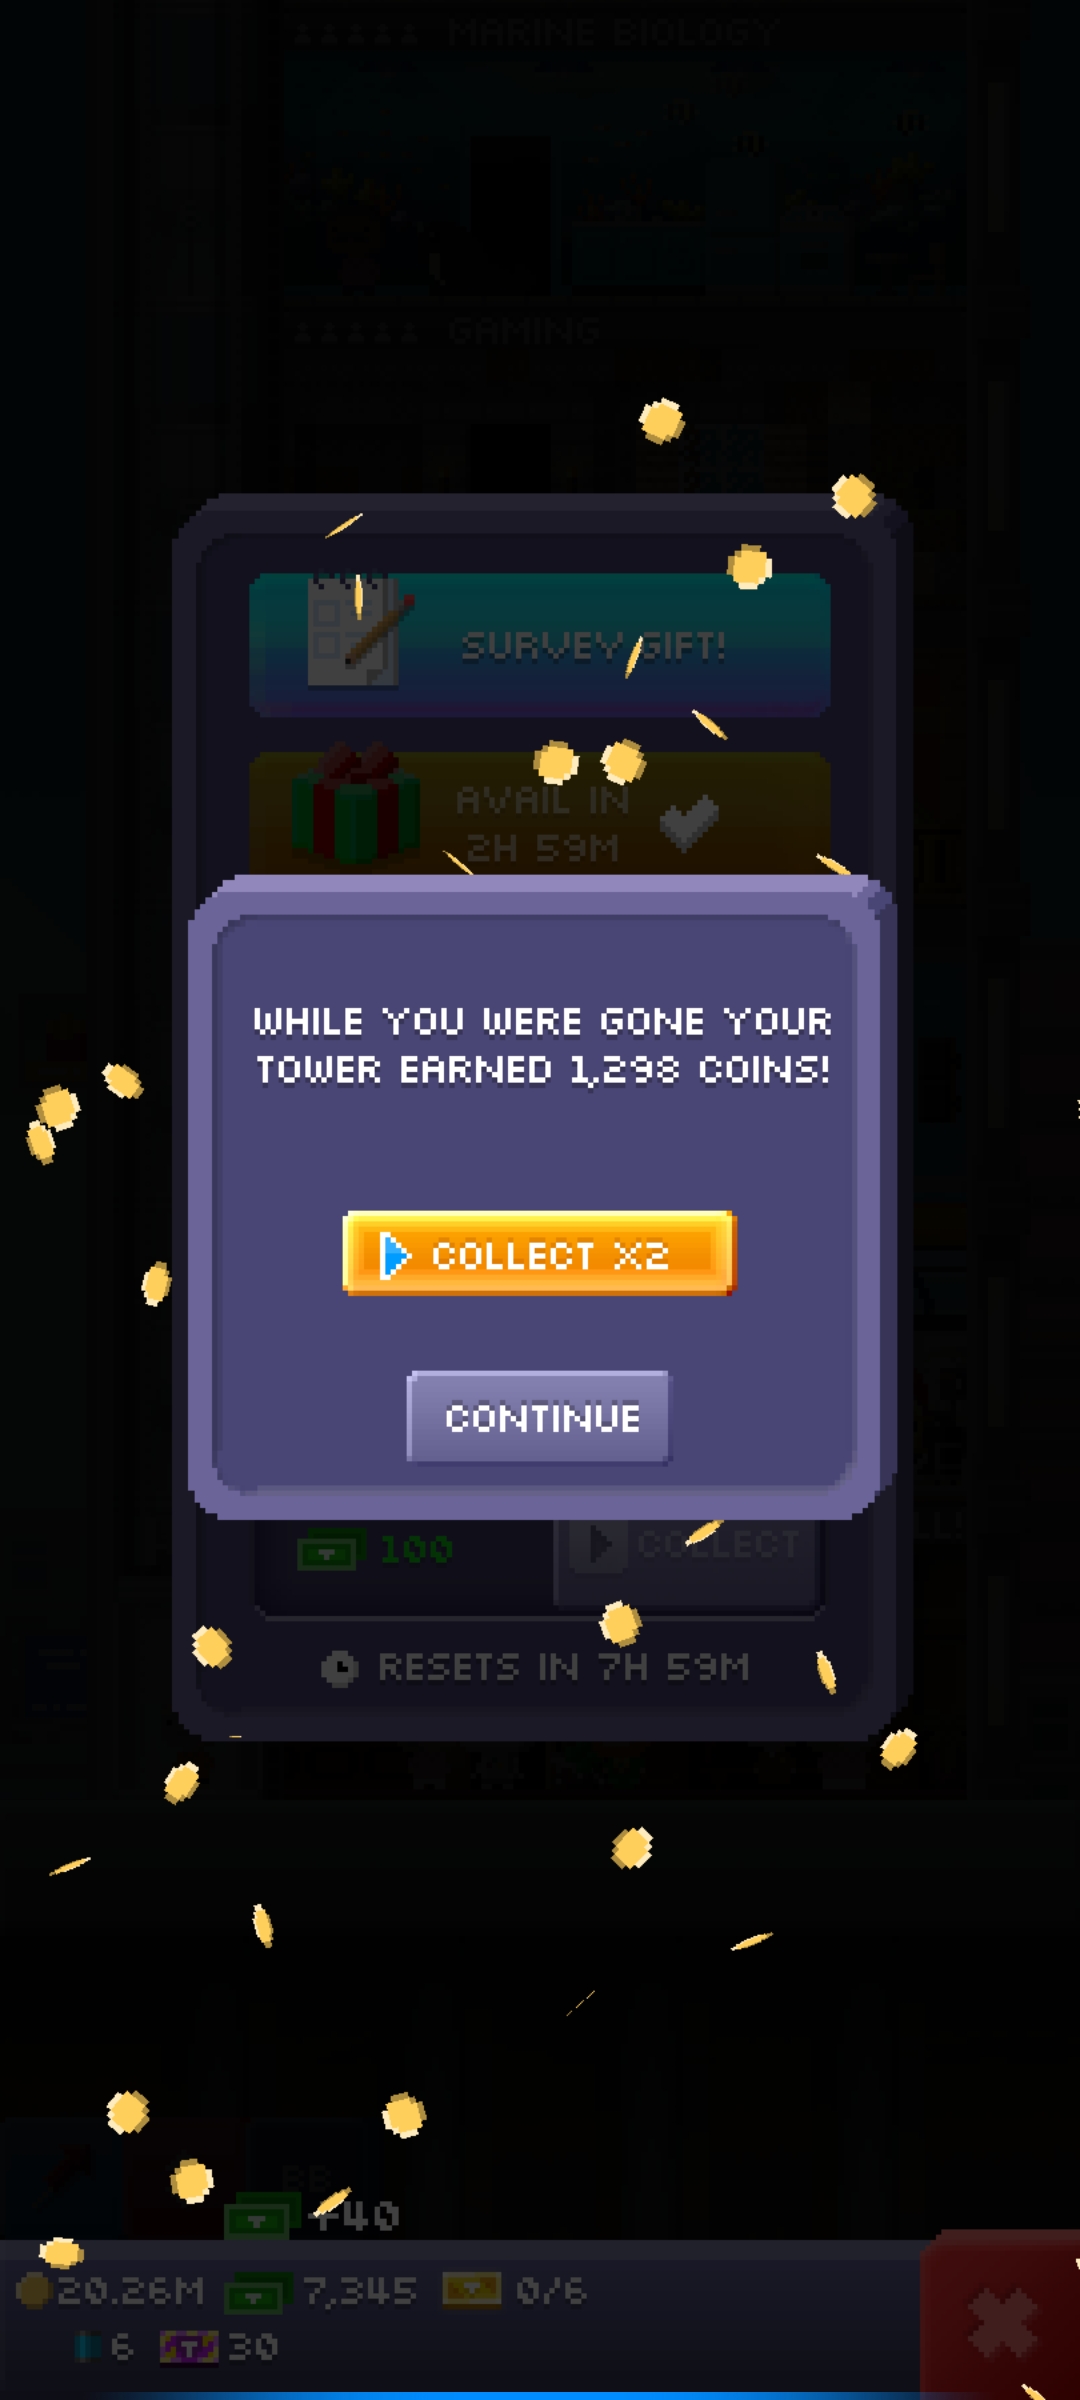 MARINE BIOLOGY
GAMING
SURVEY GIFT!
AVAIL IN
2H 59M
WHILE YOU WERE GONE YOUR
TOWER EARNED 1,298 COINS!
COLLECT X2
CONTINUE
100
COLLECT
RESETS IN 7H 59M
BB
+40
20.26M 7,345 0/6
6 30